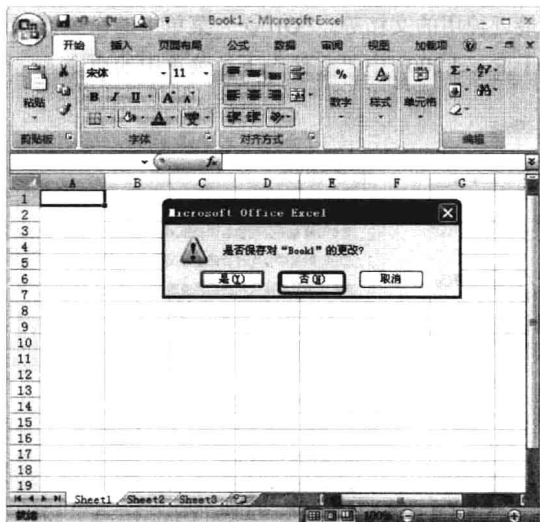 Book1 - Microsoft Excel
开始 插入 页面布局 公式 数据 审阅 视图 加载项
宋体 11 % A Σ
粘贴 B I U A A 数字 样式 单元格
剪贴板 字体 对齐方式 编辑
fx
A B C D E F G
1
2
3
4
5
6
7
8
9
10
11
12
13
14
15
16
17
18
19
Microsoft Office Excel
是否保存对“Book1”的更改?
是(Y) 否(N) 取消
Sheet1 Sheet2 Sheet3
就绪 100%